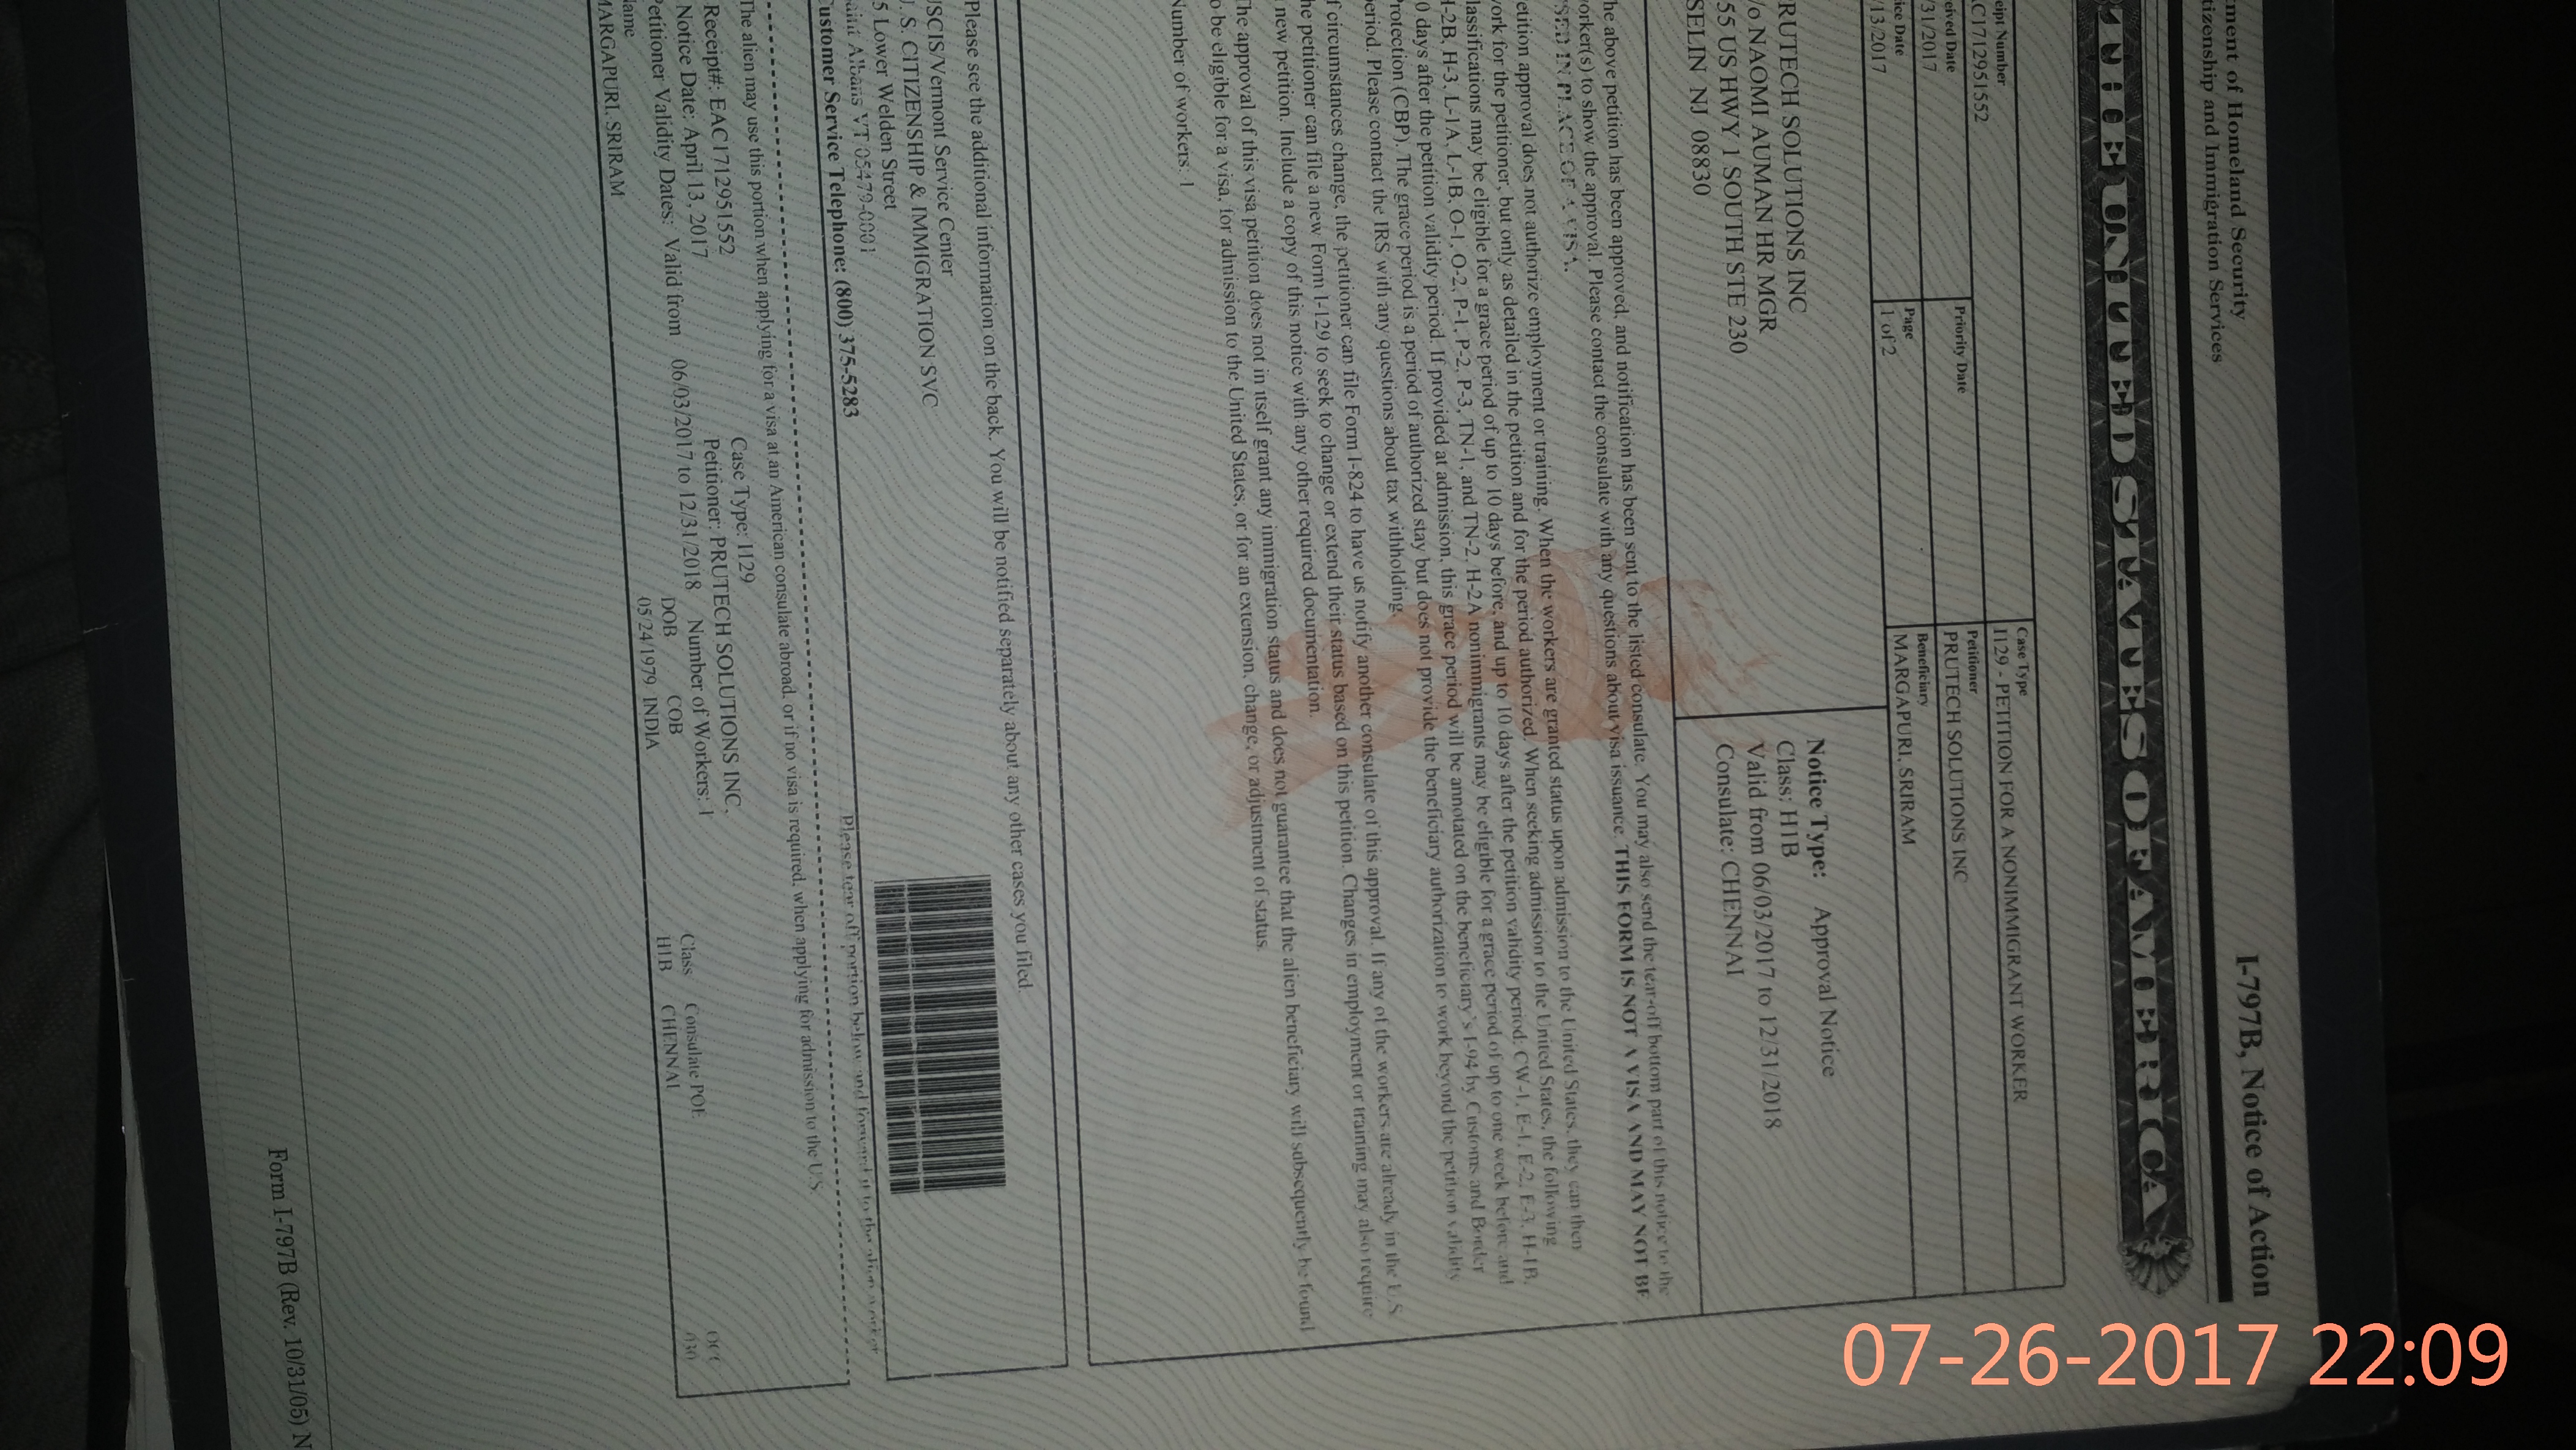 ment of Homeland Security
tizenship and Immigration Services
I-797B, Notice of Action
THE UNITED STATES OF AMERICA
eipt Number
AC1712951552
Case Type
I129 - PETITION FOR A NONIMMIGRANT WORKER
eived Date
/31/2017
Priority Date
Petitioner
PRUTECH SOLUTIONS INC
ice Date
/13/2017
Page
1 of 2
Beneficiary
MARGAPURI, SRIRAM
RUTECH SOLUTIONS INC
/o NAOMI AUMAN HR MGR
55 US HWY 1 SOUTH STE 230
SELIN NJ 08830
Notice Type: Approval Notice
Class: H1B
Valid from 06/03/2017 to 12/31/2018
Consulate: CHENNAI
he above petition has been approved, and notification has been sent to the listed consulate. You may also send the tear-off bottom part of this notice to the
orker(s) to show the approval. Please contact the consulate with any questions about visa issuance. THIS FORM IS NOT A VISA AND MAY NOT BE
SED IN PLACE OF A VISA.
etition approval does not authorize employment or training. When the workers are granted status upon admission to the United States, they can then
ork for the petitioner, but only as detailed in the petition and for the period authorized. When seeking admission to the United States, the following
lassifications may be eligible for a grace period of up to 10 days before, and up to 10 days after the petition validity period: CW-1, E-1, E-2, E-3, H-1B,
H-2B, H-3, L-1A, L-1B, O-1, O-2, P-1, P-2, P-3, TN-1, and TN-2. H-2A nonimmigrants may be eligible for a grace period of up to one week before and
0 days after the petition validity period. If provided at admission, this grace period will be annotated on the beneficiary's I-94 by Customs and Border
Protection (CBP). The grace period is a period of authorized stay but does not provide the beneficiary authorization to work beyond the petition validity
eriod. Please contact the IRS with any questions about tax withholding.
f circumstances change, the petitioner can file Form I-824 to have us notify another consulate of this approval. If any of the workers are already in the U.S.
he petitioner can file a new Form I-129 to seek to change or extend their status based on this petition. Changes in employment or training may also require
new petition. Include a copy of this notice with any other required documentation.
The approval of this visa petition does not in itself grant any immigration status and does not guarantee that the alien beneficiary will subsequently be found
o be eligible for a visa, for admission to the United States, or for an extension, change, or adjustment of status.
Number of workers: 1
Please see the additional information on the back. You will be notified separately about any other cases you filed.
USCIS/Vermont Service Center
U. S. CITIZENSHIP & IMMIGRATION SVC
5 Lower Welden Street
aint Albans VT 05479-0001
Customer Service Telephone: (800) 375-5283
Please tear off portion below and forward it to the alien worker
The alien may use this portion when applying for a visa at an American consulate abroad, or if no visa is required, when applying for admission to the U.S.
Receipt#: EAC1712951552
Case Type: I129
Notice Date: April 13, 2017
Petitioner: PRUTECH SOLUTIONS INC,
Petitioner Validity Dates: Valid from 06/03/2017 to 12/31/2018 Number of Workers: 1
Name DOB COB Class Consulate POE OCC
MARGAPURI, SRIRAM 05/24/1979 INDIA H1B CHENNAI 030
Form I-797B (Rev. 10/31/05) N
07-26-2017 22:09